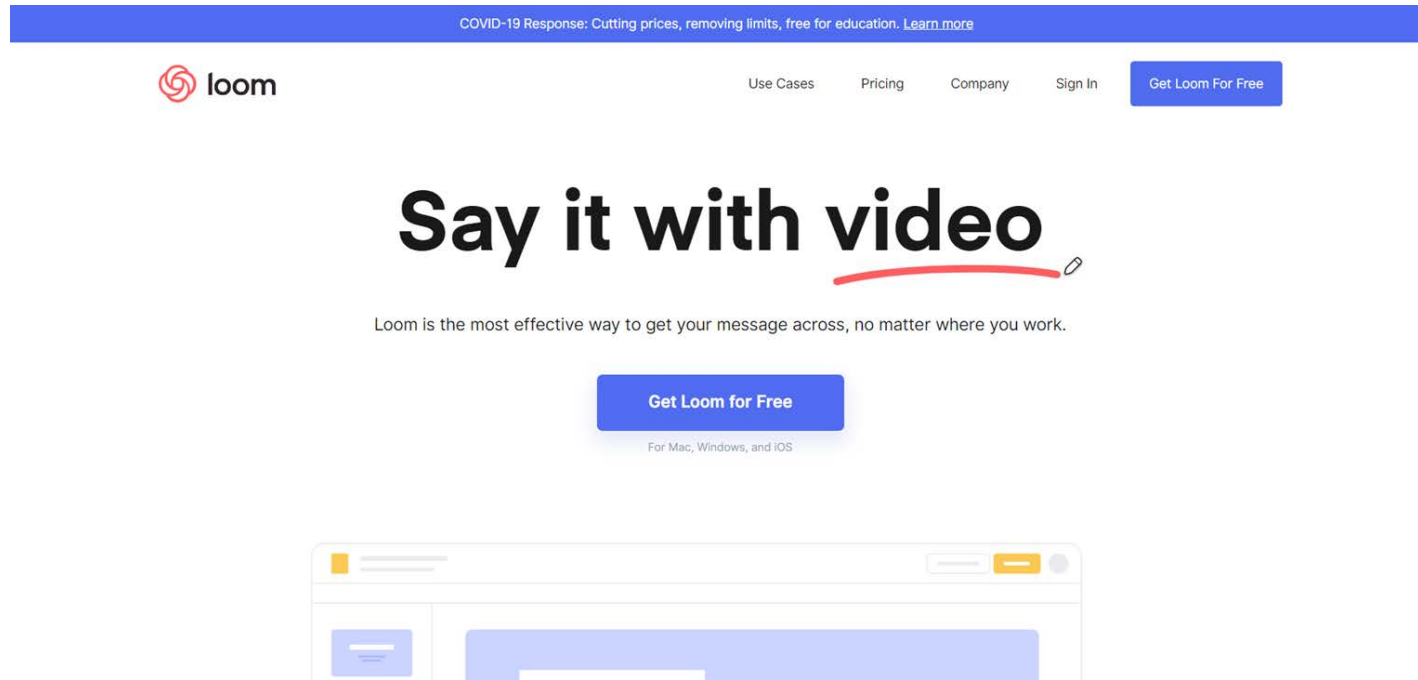 COVID-19 Response: Cutting prices, removing limits, free for education. Learn more
loom
Use Cases
Pricing
Company
Sign In
Get Loom For Free
Say it with video
Loom is the most effective way to get your message across, no matter where you work.
Get Loom for Free
For Mac, Windows, and iOS